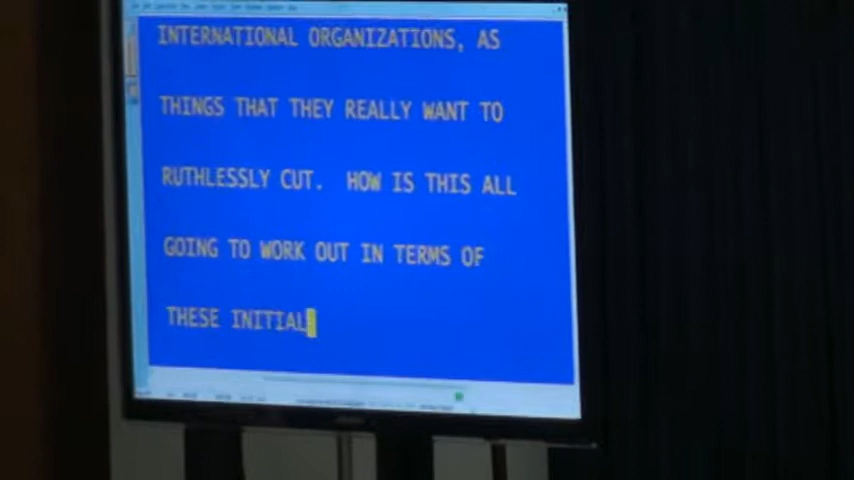 INTERNATIONAL ORGANIZATIONS, AS
THINGS THAT THEY REALLY WANT TO
RUTHLESSLY CUT. HOW IS THIS ALL
GOING TO WORK OUT IN TERMS OF
THESE INITIAL